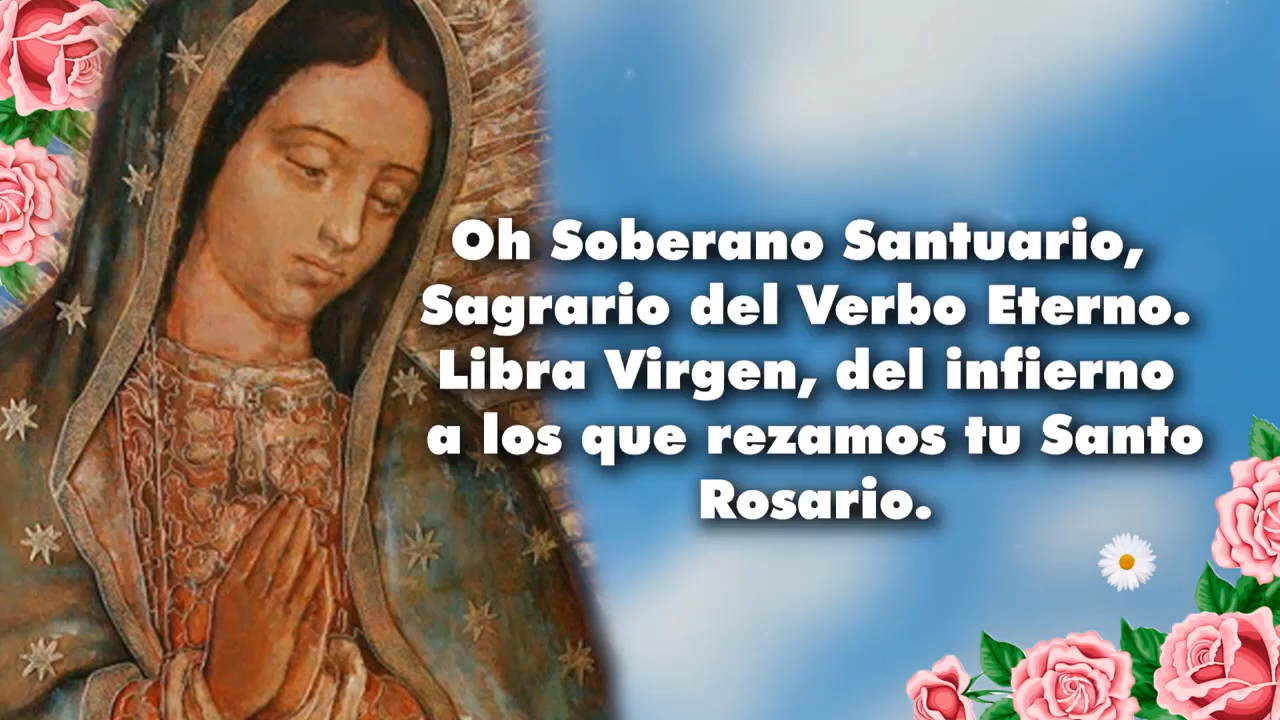 Oh Soberano Santuario,
Sagrario del Verbo Eterno.
Libra Virgen, del infierno
a los que rezamos tu Santo
Rosario.